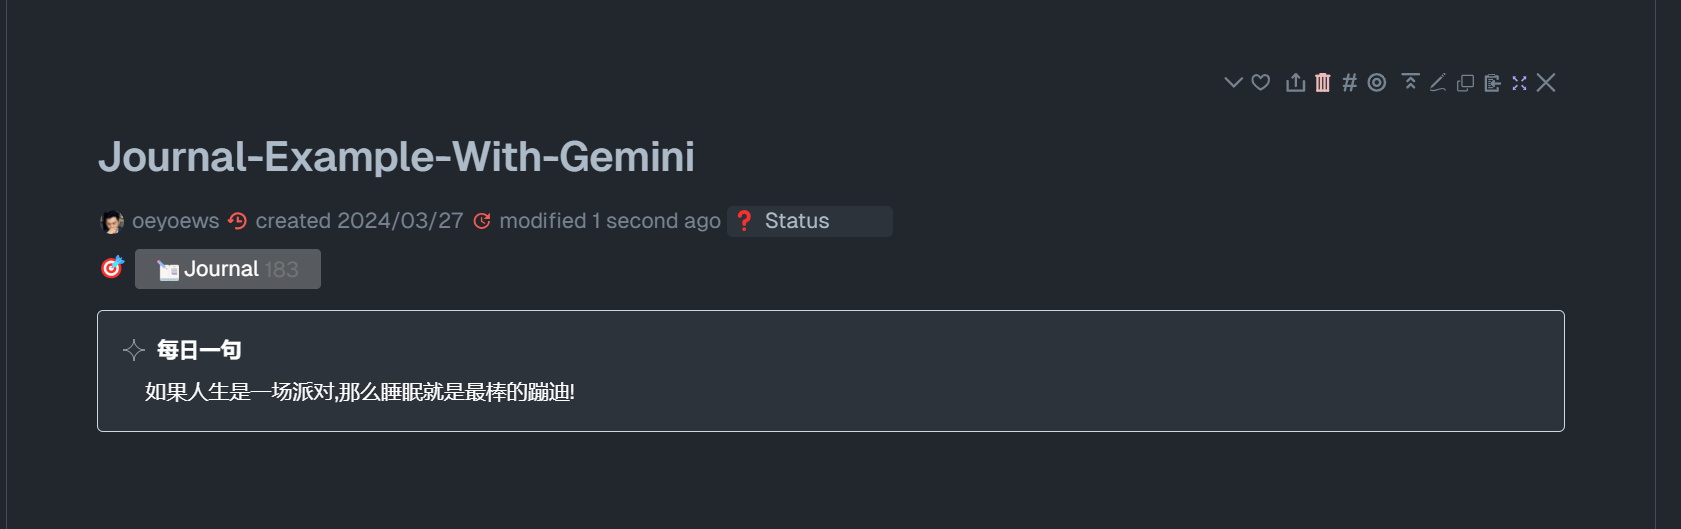 Journal-Example-With-Gemini
oeyoews created 2024/03/27 modified 1 second ago ❓ Status
Journal 183
每日一句
如果人生是一场派对,那么睡眠就是最棒的蹦迪!